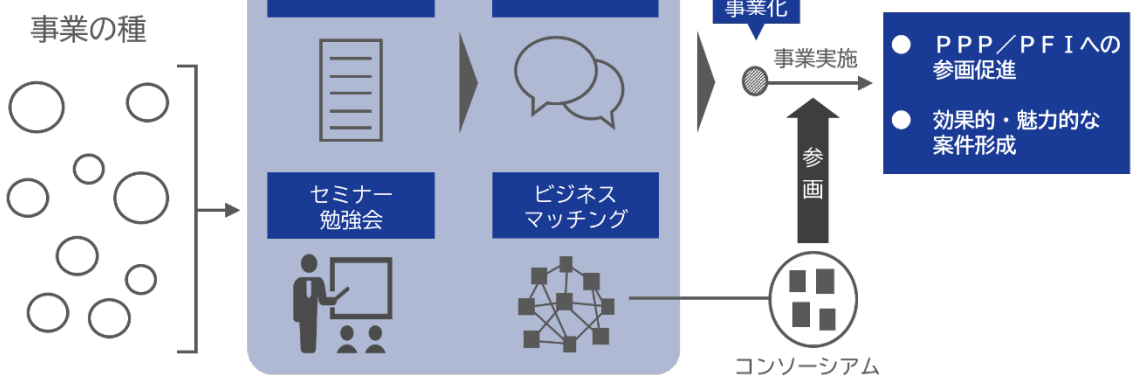 事業の種
セミナー
勉強会
ビジネス
マッチング
事業化
事業実施
参画
コンソーシアム
● ＰＰＰ／ＰＦＩへの
参画促進
● 効果的・魅力的な
案件形成